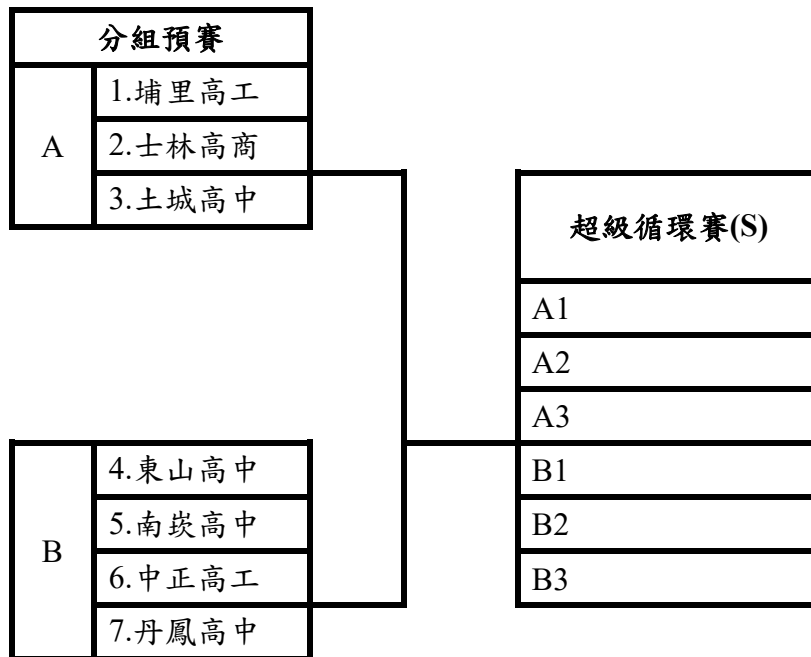 分組預賽
A
1.埔里高工
2.士林高商
3.土城高中
超級循環賽(S)
A1
A2
A3
B1
B2
B3
B
4.東山高中
5.南崁高中
6.中正高工
7.丹鳳高中